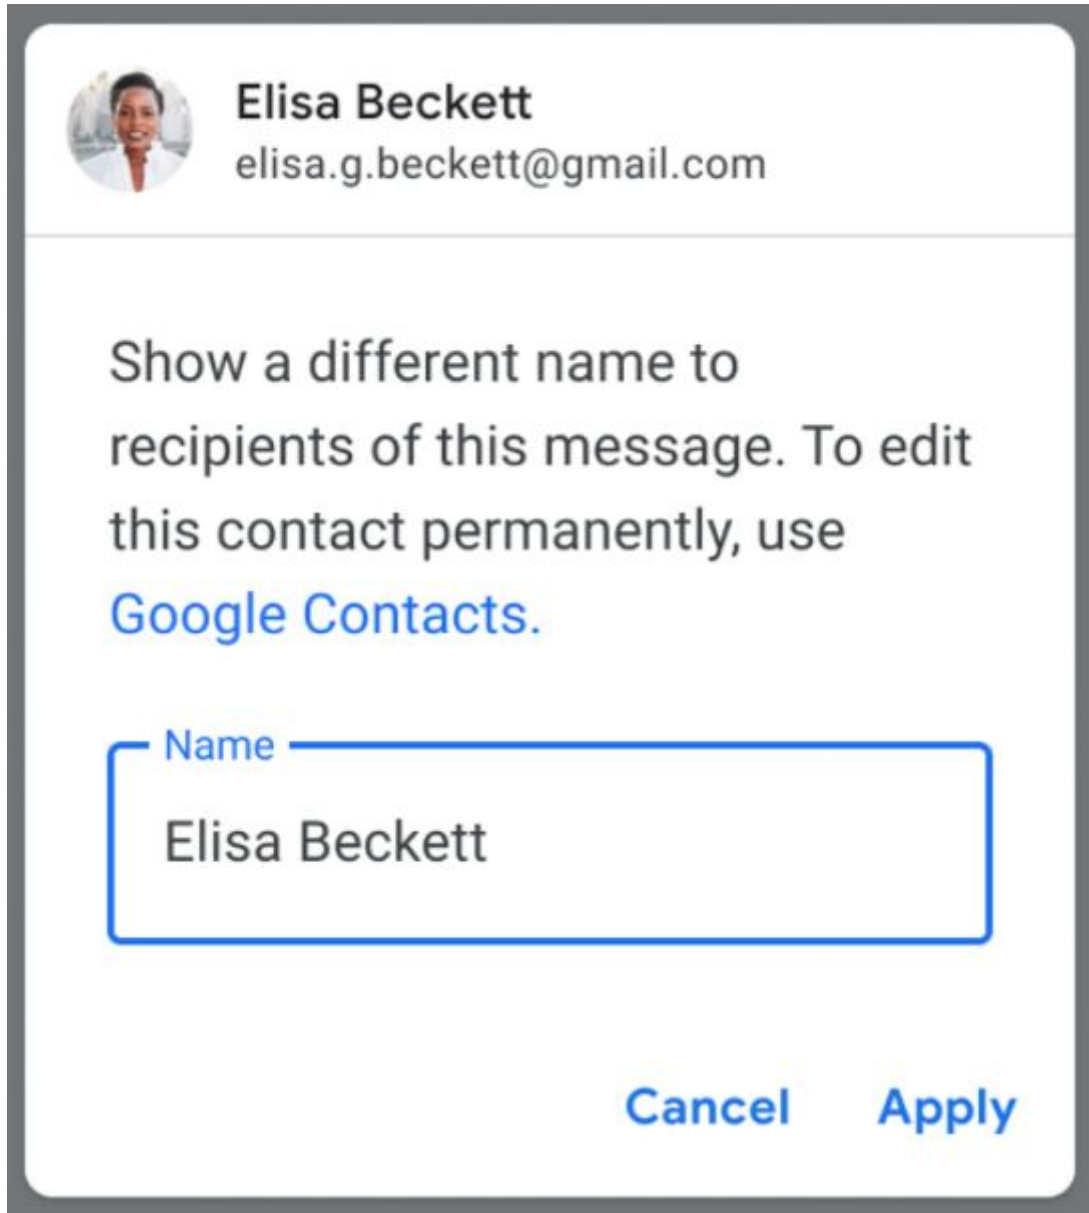 Elisa Beckett
elisa.g.beckett@gmail.com
Show a different name to
recipients of this message. To edit
this contact permanently, use
Google Contacts.
Name
Elisa Beckett
Cancel Apply